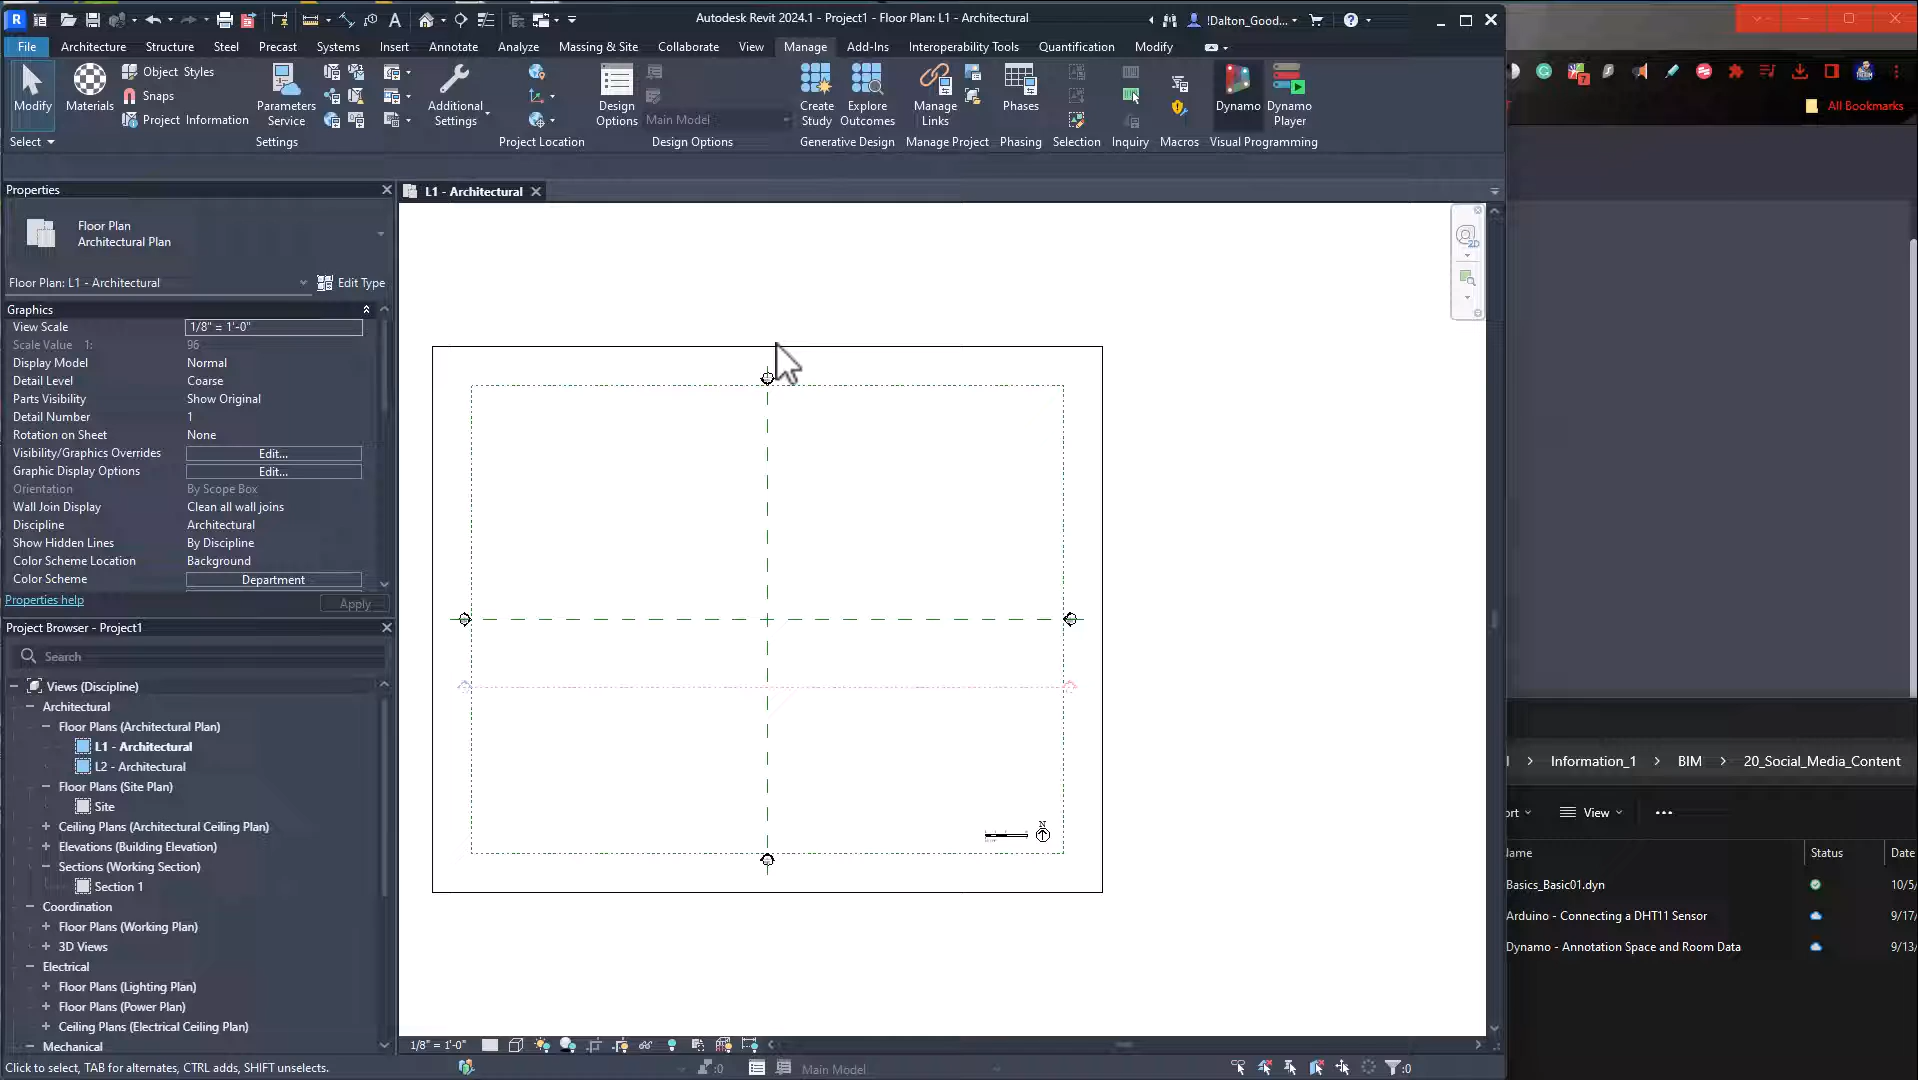 Autodesk Revit 2024.1 - Project1 - Floor Plan: L1 - Architectural
!Dalton_Good...
File Architecture Structure Steel Precast Systems Insert Annotate Analyze Massing & Site Collaborate View Manage Add-Ins Interoperability Tools Quantification Modify
Modify
Materials
Object Styles
Snaps
Project Information
Parameters Service
Additional Settings
Design Options
Main Model
Create Study
Explore Outcomes
Manage Links
Phases
Dynamo
Dynamo Player
Select
Settings
Project Location
Design Options
Generative Design
Manage Project
Phasing
Selection
Inquiry
Macros
Visual Programming
All Bookmarks
Properties
L1 - Architectural
Floor Plan
Architectural Plan
Floor Plan: L1 - Architectural
Edit Type
Graphics
View Scale 1/8" = 1'-0"
Scale Value 1: 96
Display Model Normal
Detail Level Coarse
Parts Visibility Show Original
Detail Number 1
Rotation on Sheet None
Visibility/Graphics Overrides Edit...
Graphic Display Options Edit...
Orientation By Scope Box
Wall Join Display Clean all wall joins
Discipline Architectural
Show Hidden Lines By Discipline
Color Scheme Location Background
Color Scheme Department
Properties help
Apply
Project Browser - Project1
Search
Views (Discipline)
Architectural
Floor Plans (Architectural Plan)
L1 - Architectural
L2 - Architectural
Floor Plans (Site Plan)
Site
Ceiling Plans (Architectural Ceiling Plan)
Elevations (Building Elevation)
Sections (Working Section)
Section 1
Coordination
Floor Plans (Working Plan)
3D Views
Electrical
Floor Plans (Lighting Plan)
Floor Plans (Power Plan)
Ceiling Plans (Electrical Ceiling Plan)
Mechanical
2D
N
1/8" = 1'-0"
Click to select, TAB for alternates, CTRL adds, SHIFT unselects.
:0
Main Model
:0
Information_1 > BIM > 20_Social_Media_Content
ort
View
Name Status Date
Basics_Basic01.dyn 10/5/
Arduino - Connecting a DHT11 Sensor 9/17/
Dynamo - Annotation Space and Room Data 9/13/